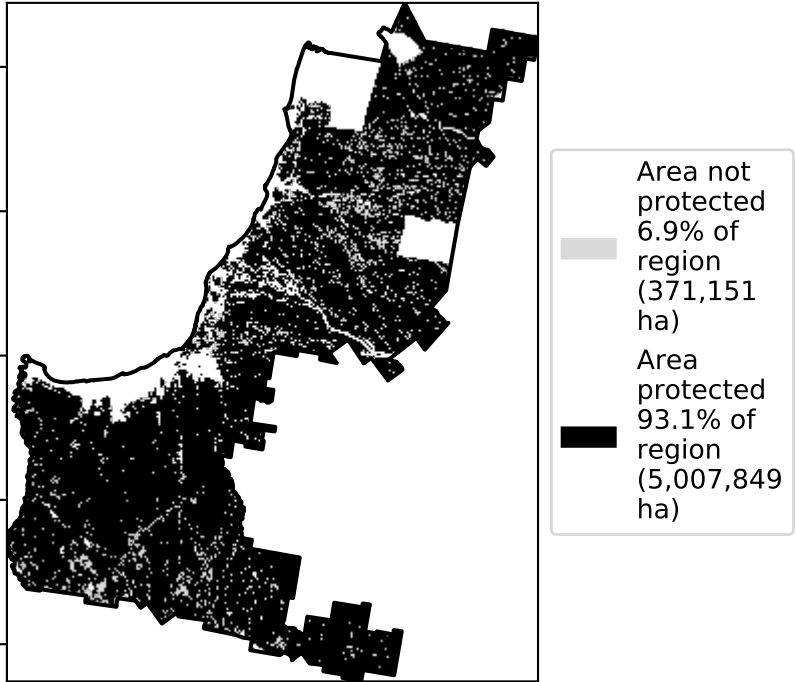 Area not
protected
6.9% of
region
(371,151
ha)
Area
protected
93.1% of
region
(5,007,849
ha)